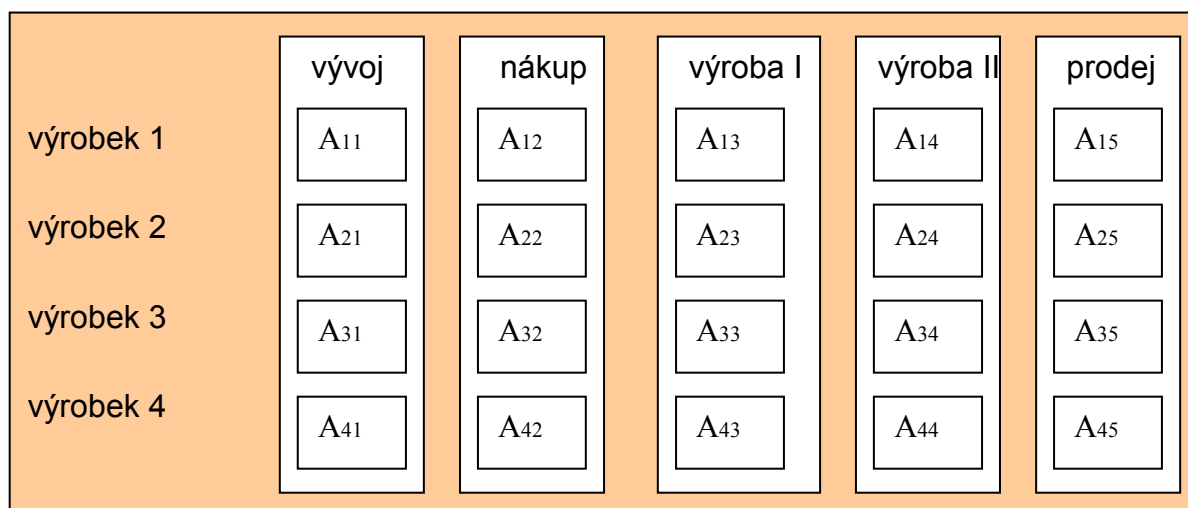 vývoj nákup výroba I výroba II prodej
výrobek 1 A11 A12 A13 A14 A15
výrobek 2 A21 A22 A23 A24 A25
výrobek 3 A31 A32 A33 A34 A35
výrobek 4 A41 A42 A43 A44 A45